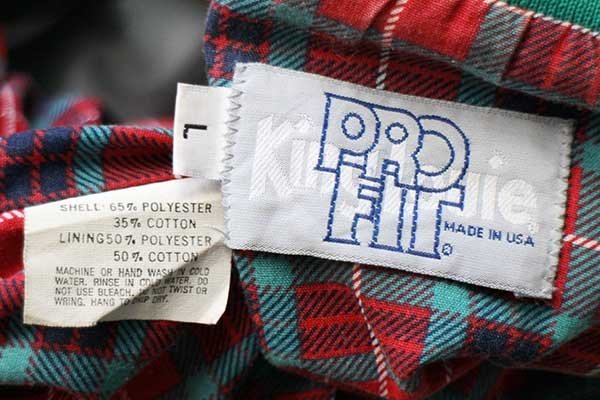 L
King Louie
PRO
FIT
®
MADE IN USA
SHELL: 65% POLYESTER
35% COTTON
LINING 50% POLYESTER
50% COTTON
MACHINE OR HAND WASH IN COLD
WATER. RINSE IN COLD WATER. DO
NOT USE BLEACH. DO NOT TWIST OR
WRING. HANG TO DRIP DRY.